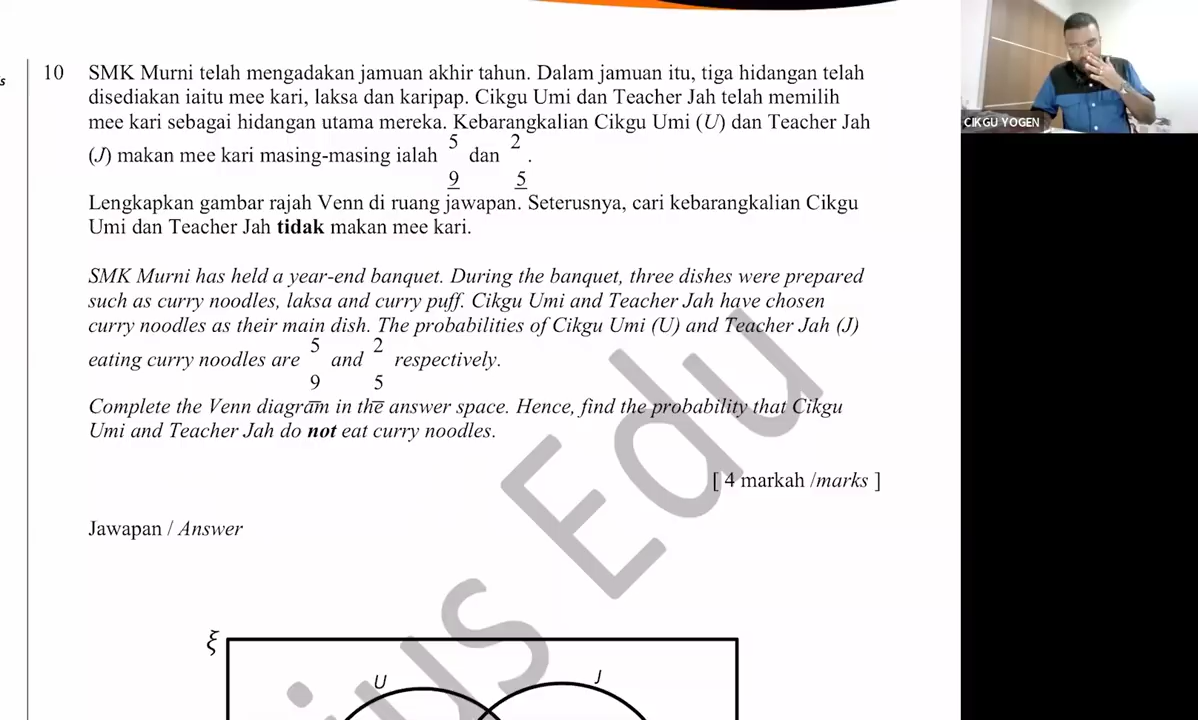 s
10 SMK Murni telah mengadakan jamuan akhir tahun. Dalam jamuan itu, tiga hidangan telah
disediakan iaitu mee kari, laksa dan karipap. Cikgu Umi dan Teacher Jah telah memilih
mee kari sebagai hidangan utama mereka. Kebarangkalian Cikgu Umi (U) dan Teacher Jah
(J) makan mee kari masing-masing ialah 5/9 dan 2/5.
Lengkapkan gambar rajah Venn di ruang jawapan. Seterusnya, cari kebarangkalian Cikgu
Umi dan Teacher Jah tidak makan mee kari.
SMK Murni has held a year-end banquet. During the banquet, three dishes were prepared
such as curry noodles, laksa and curry puff. Cikgu Umi and Teacher Jah have chosen
curry noodles as their main dish. The probabilities of Cikgu Umi (U) and Teacher Jah (J)
eating curry noodles are 5/9 and 2/5 respectively.
Complete the Venn diagram in the answer space. Hence, find the probability that Cikgu
Umi and Teacher Jah do not eat curry noodles.
[ 4 markah /marks ]
Jawapan / Answer
ξ
U
J
ius Edu
CIKGU YOGEN